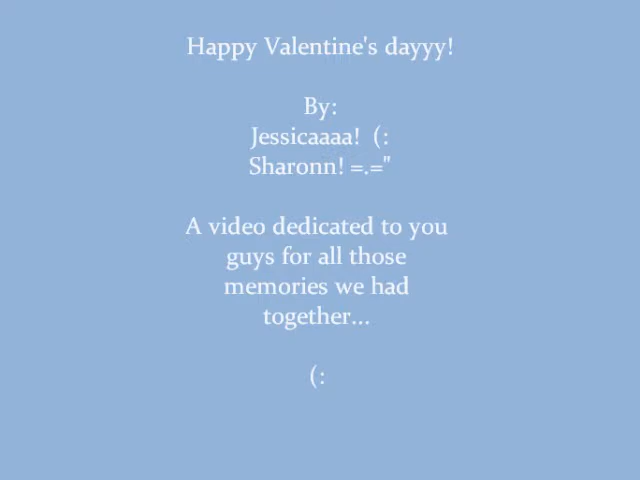 Happy Valentine's dayyy!
By:
Jessicaaaa!  (:
Sharonn! =.="
A video dedicated to you
guys for all those
memories we had
together...
(: